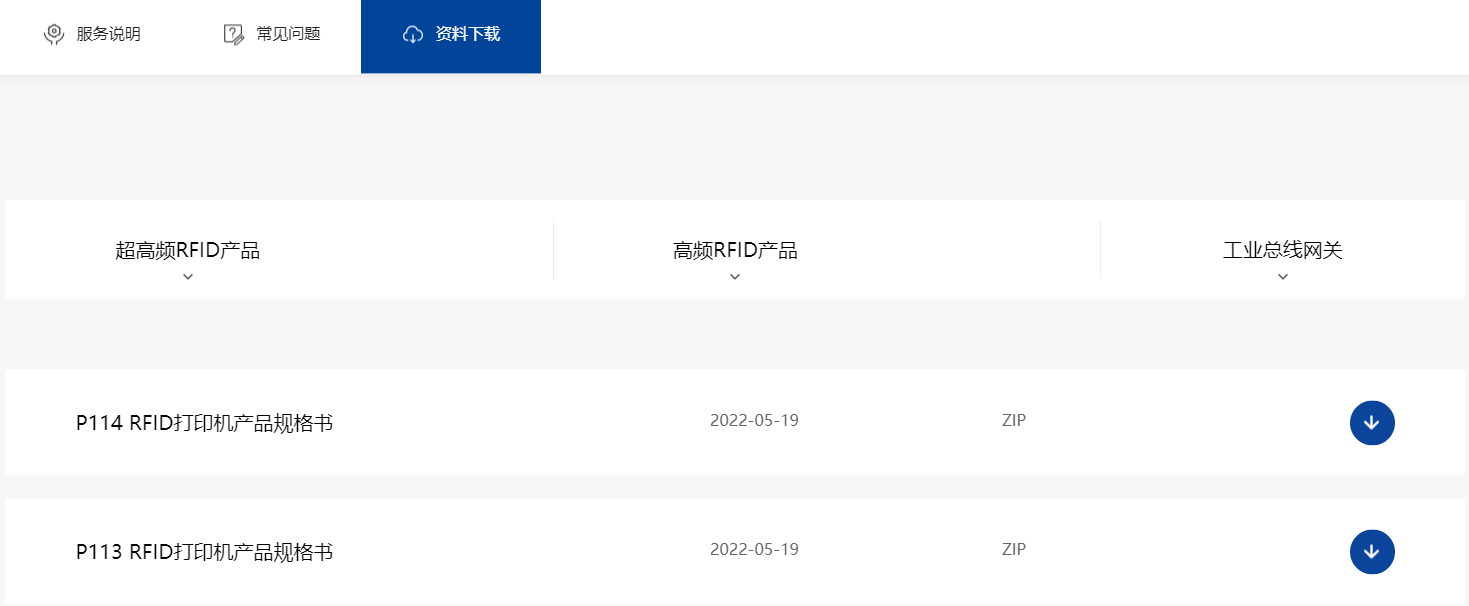 服务说明
常见问题
资料下载
超高频RFID产品
高频RFID产品
工业总线网关
P114 RFID打印机产品规格书
2022-05-19
ZIP
P113 RFID打印机产品规格书
2022-05-19
ZIP